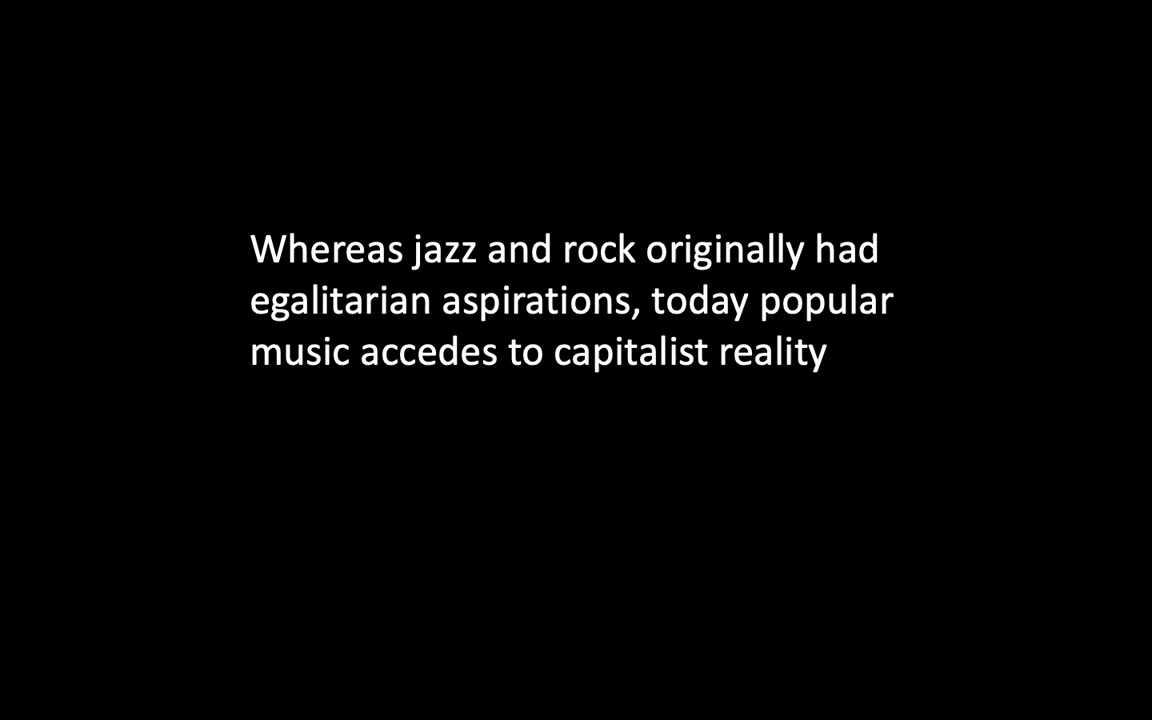 Whereas jazz and rock originally had
egalitarian aspirations, today popular
music accedes to capitalist reality